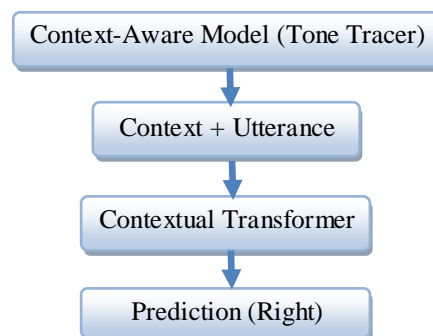 Context-Aware Model (Tone Tracer)
Context + Utterance
Contextual Transformer
Prediction (Right)